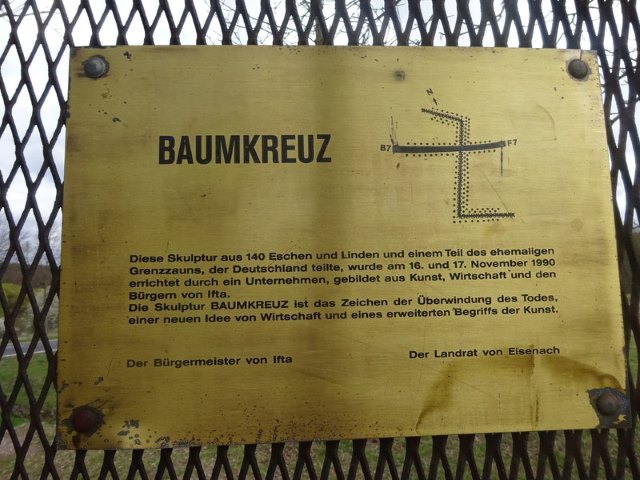 BAUMKREUZ
N
B7
F7
Diese Skulptur aus 140 Eschen und Linden und einem Teil des ehemaligen
Grenzzauns, der Deutschland teilte, wurde am 16. und 17. November 1990
errichtet durch ein Unternehmen, gebildet aus Kunst, Wirtschaft und den
Bürgern von Ifta.
Die Skulptur BAUMKREUZ ist das Zeichen der Überwindung des Todes,
einer neuen Idee von Wirtschaft und eines erweiterten Begriffs der Kunst.
Der Bürgermeister von Ifta
Der Landrat von Eisenach